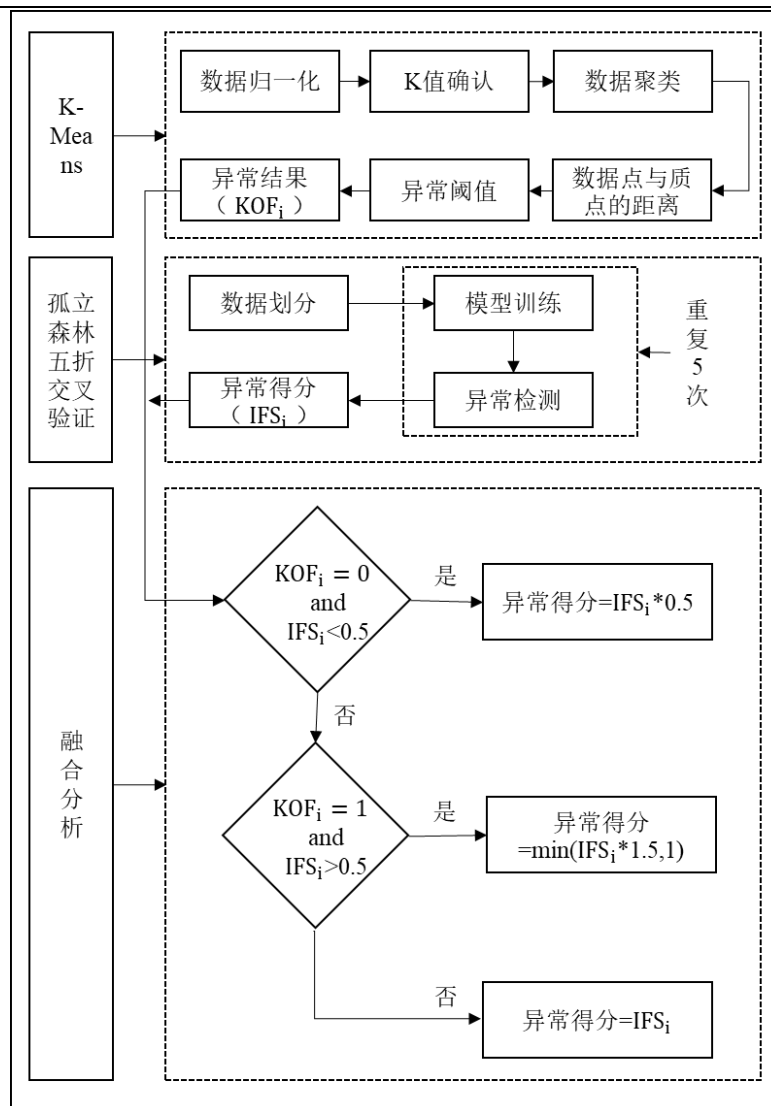 K-
Mea
ns
数据归一化
K值确认
数据聚类
异常结果
（ KOFᵢ ）
异常阈值
数据点与质
点的距离
孤立
森林
五折
交叉
验证
数据划分
模型训练
异常得分
（ IFSᵢ ）
异常检测
重
复
5
次
融
合
分
析
KOFᵢ = 0
and
IFSᵢ<0.5
是
异常得分=IFSᵢ*0.5
否
KOFᵢ = 1
and
IFSᵢ>0.5
是
异常得分
=min(IFSᵢ*1.5,1)
否
异常得分=IFSᵢ